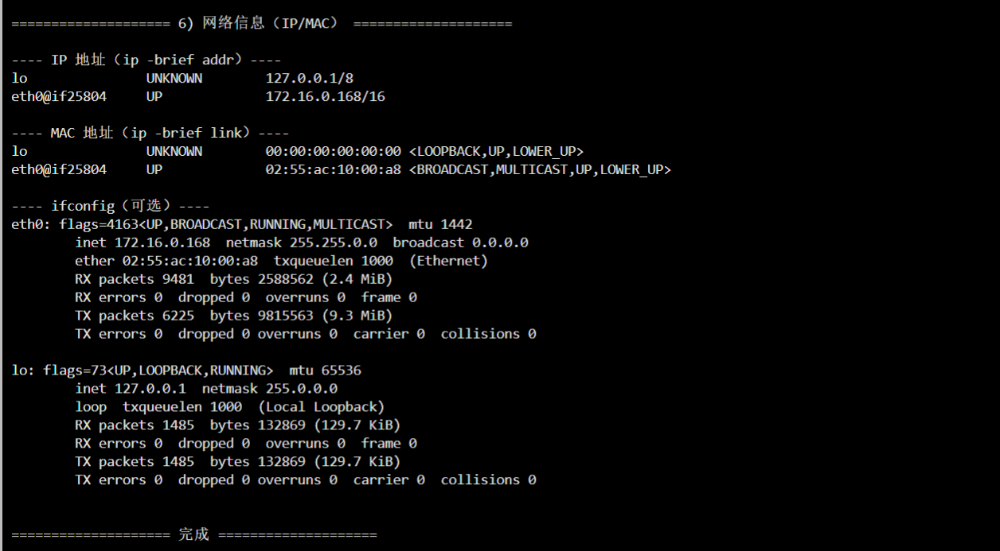 ==================== 6) 网络信息（IP/MAC） ====================
---- IP 地址（ip -brief addr）----
lo               UNKNOWN        127.0.0.1/8
eth0@if25804     UP             172.16.0.168/16
---- MAC 地址（ip -brief link）----
lo               UNKNOWN        00:00:00:00:00:00 <LOOPBACK,UP,LOWER_UP>
eth0@if25804     UP             02:55:ac:10:00:a8 <BROADCAST,MULTICAST,UP,LOWER_UP>
---- ifconfig（可选）----
eth0: flags=4163<UP,BROADCAST,RUNNING,MULTICAST>  mtu 1442
        inet 172.16.0.168  netmask 255.255.0.0  broadcast 0.0.0.0
        ether 02:55:ac:10:00:a8  txqueuelen 1000  (Ethernet)
        RX packets 9481  bytes 2588562 (2.4 MiB)
        RX errors 0  dropped 0  overruns 0  frame 0
        TX packets 6225  bytes 9815563 (9.3 MiB)
        TX errors 0  dropped 0 overruns 0  carrier 0  collisions 0
lo: flags=73<UP,LOOPBACK,RUNNING>  mtu 65536
        inet 127.0.0.1  netmask 255.0.0.0
        loop  txqueuelen 1000  (Local Loopback)
        RX packets 1485  bytes 132869 (129.7 KiB)
        RX errors 0  dropped 0  overruns 0  frame 0
        TX packets 1485  bytes 132869 (129.7 KiB)
        TX errors 0  dropped 0 overruns 0  carrier 0  collisions 0
==================== 完成 ====================